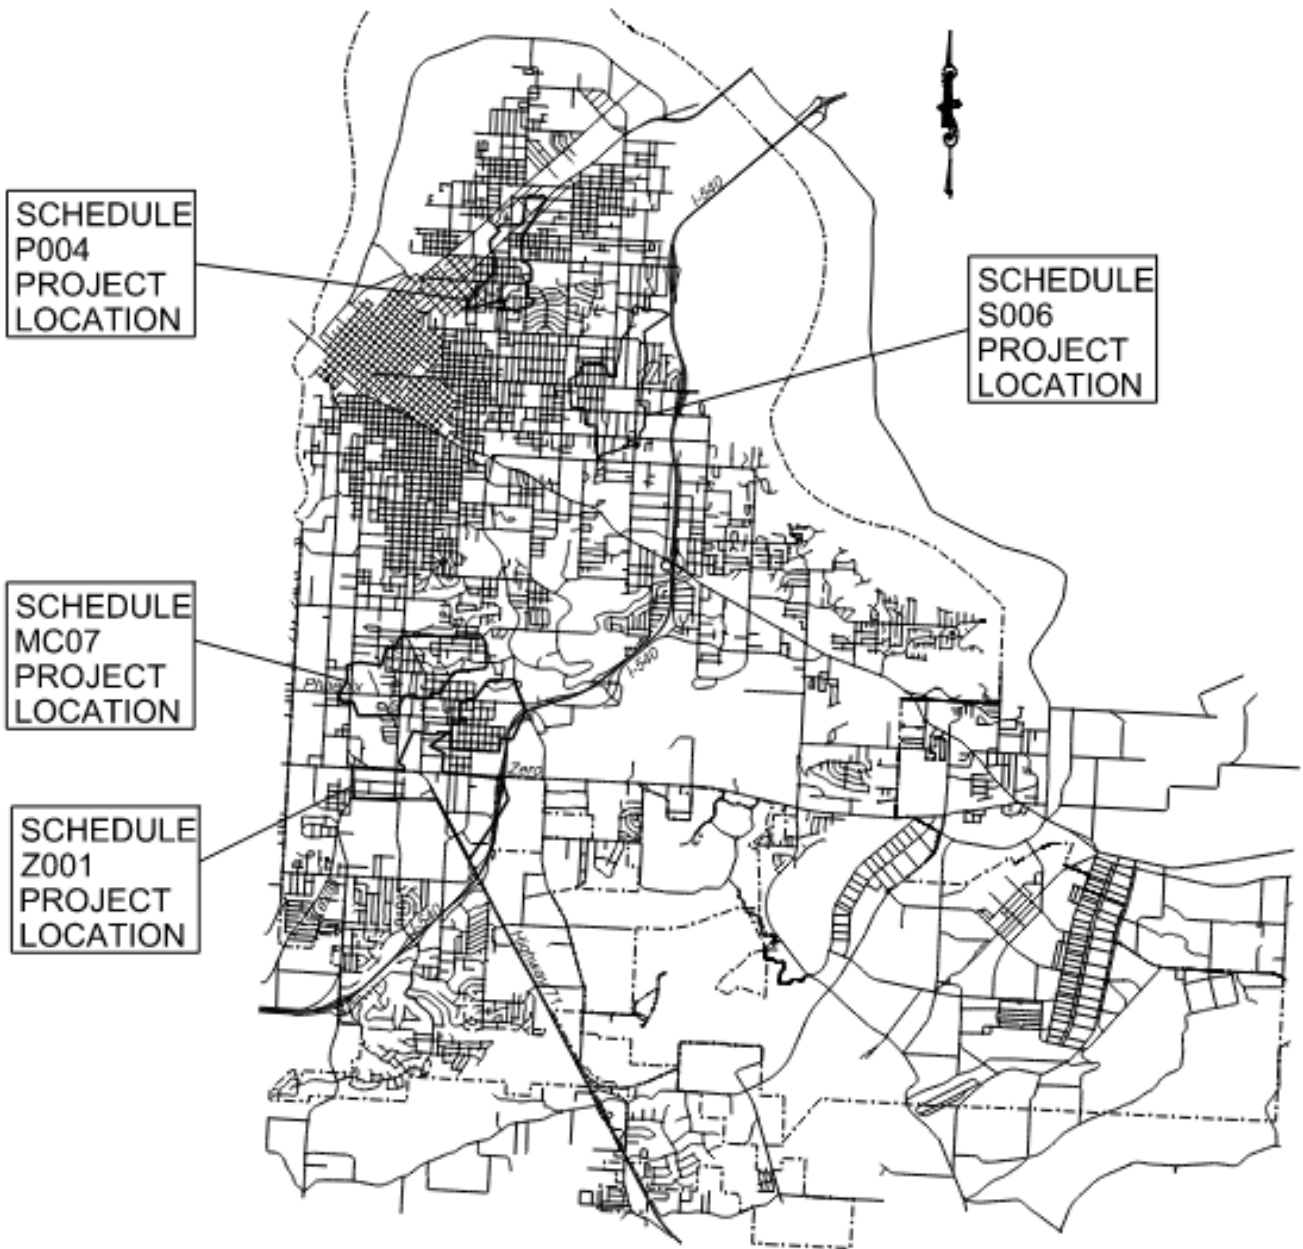 I-540
SCHEDULE
P004
PROJECT
LOCATION
SCHEDULE
S006
PROJECT
LOCATION
SCHEDULE
MC07
PROJECT
LOCATION
I-540
Phoenix
Zero
SCHEDULE
Z001
PROJECT
LOCATION
I-540
Highway 71